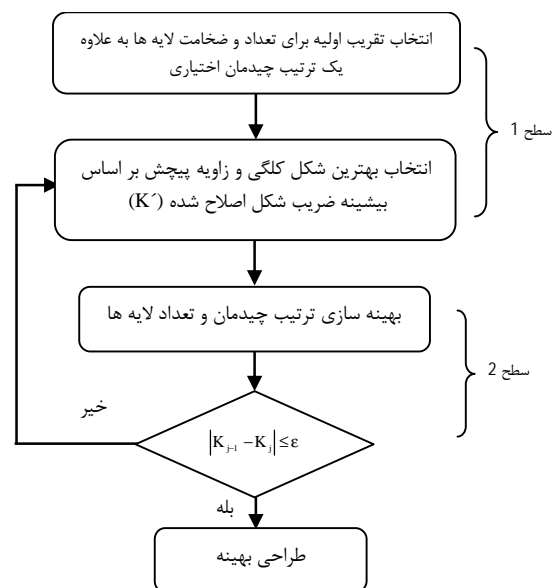 انتخاب تقریب اولیه برای تعداد و ضخامت لایه ها به علاوه
یک ترتیب چیدمان اختیاری
سطح 1
انتخاب بهترین شکل کلگی و زاویه پیچش بر اساس
بیشینه ضریب شکل اصلاح شده (K´)
بهینه سازی ترتیب چیدمان و تعداد لایه ها
سطح 2
خیر
|K_{j-1} − K_j| ≤ ε
بله
طراحی بهینه